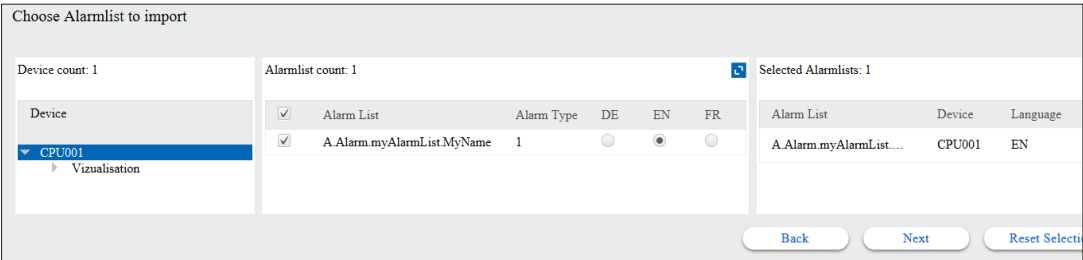 Choose Alarmlist to import
Device count: 1
Alarmlist count: 1
Selected Alarmlists: 1
Device
Alarm List Alarm Type DE EN FR
Alarm List Device Language
CPU001
A.Alarm.myAlarmList.MyName 1
A.Alarm.myAlarmList.... CPU001 EN
Vizualisation
Back Next Reset Selecti